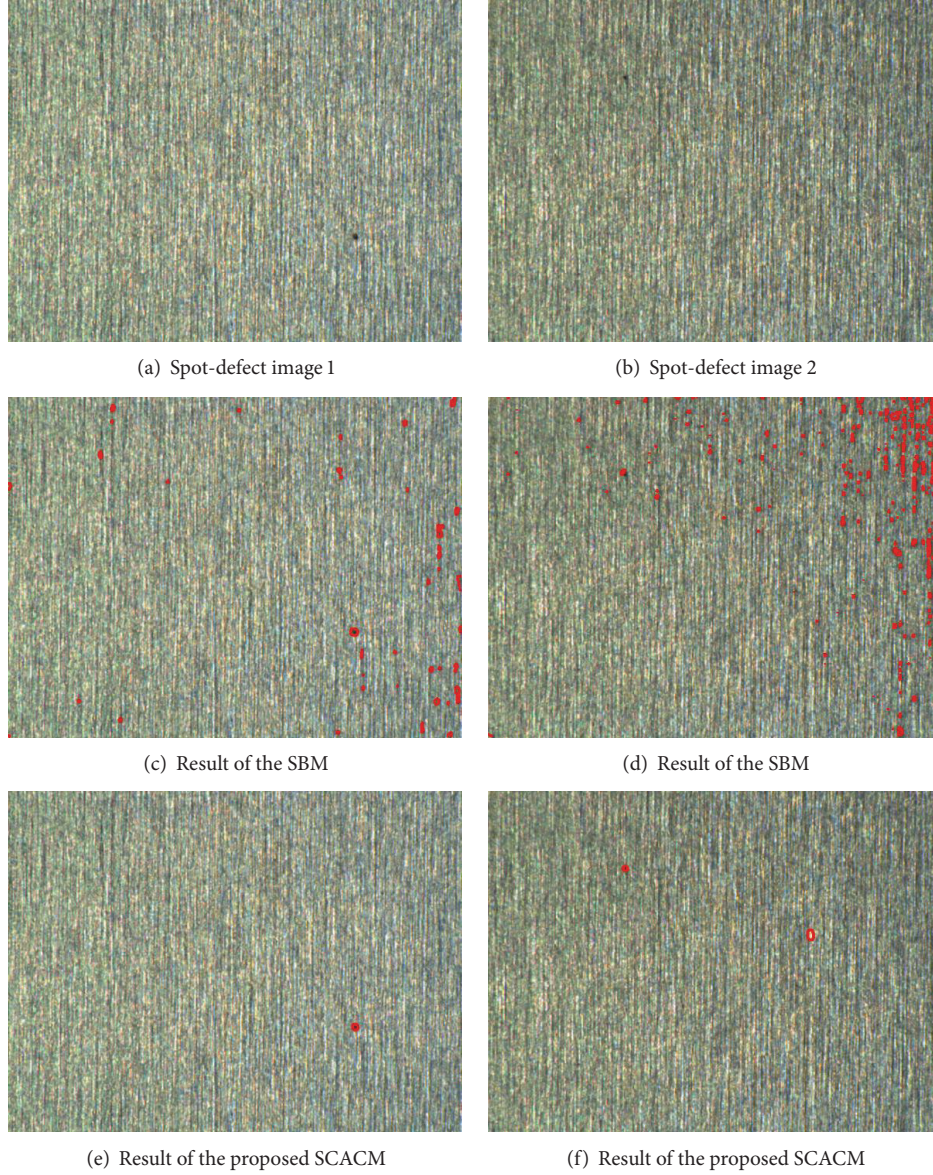 (a) Spot-defect image 1
(b) Spot-defect image 2
(c) Result of the SBM
(d) Result of the SBM
(e) Result of the proposed SCACM
(f) Result of the proposed SCACM